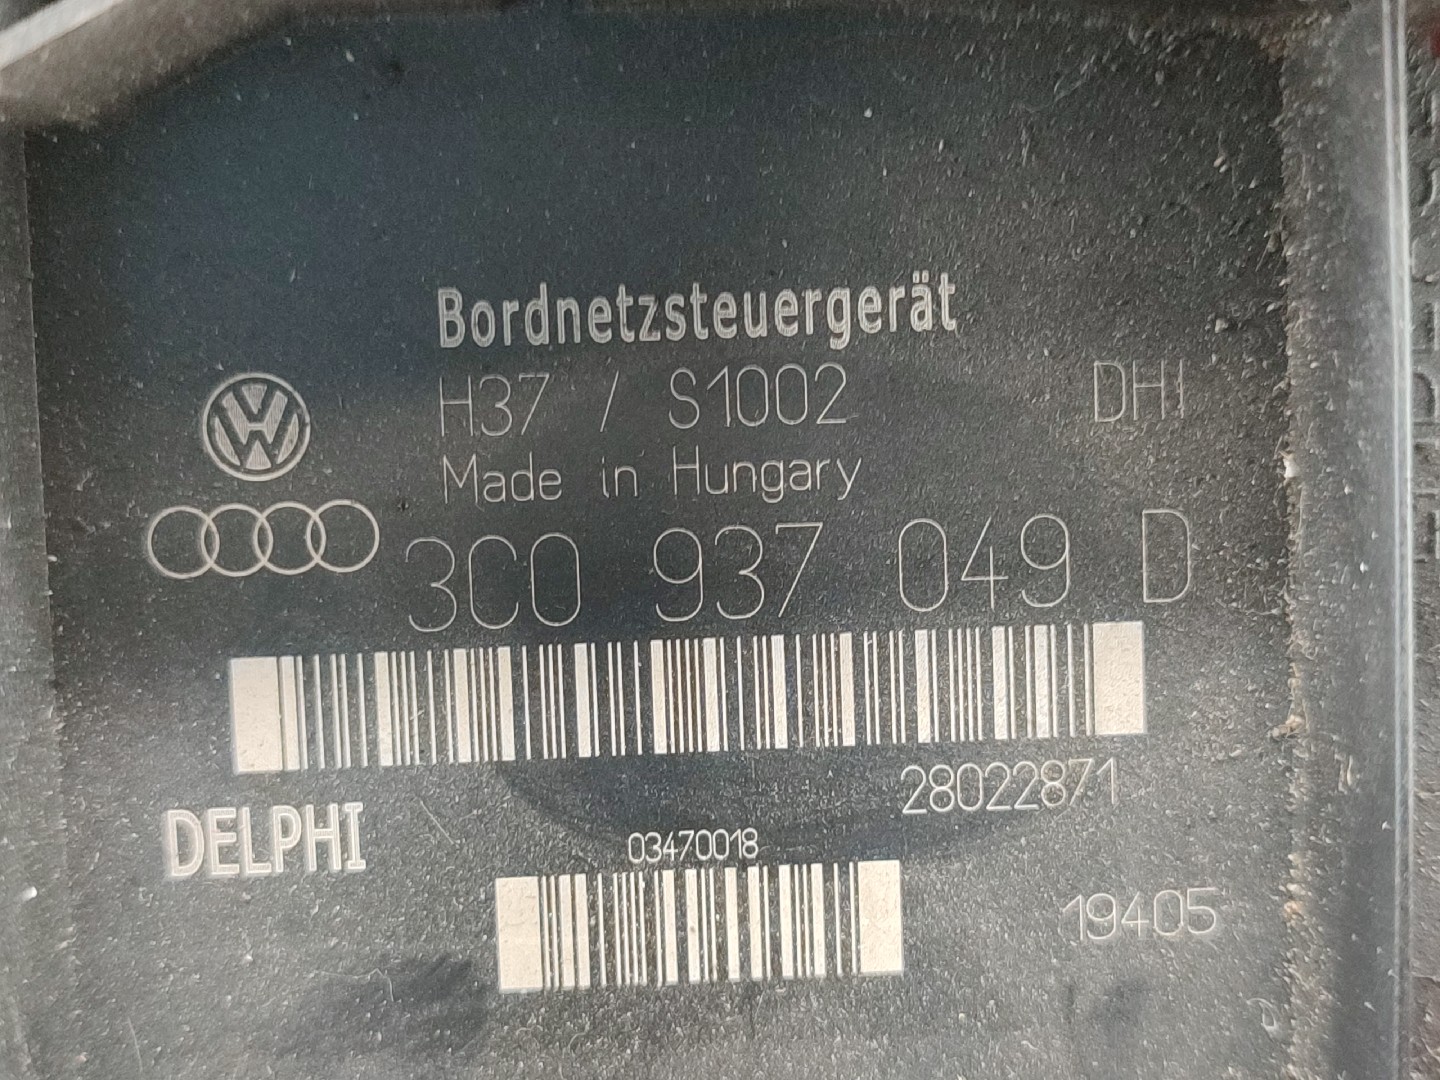 Bordnetzsteuergerät
H37 / S1002 DHI
Made in Hungary
3C0 937 049 D
28022871
DELPHI
03470018
19405